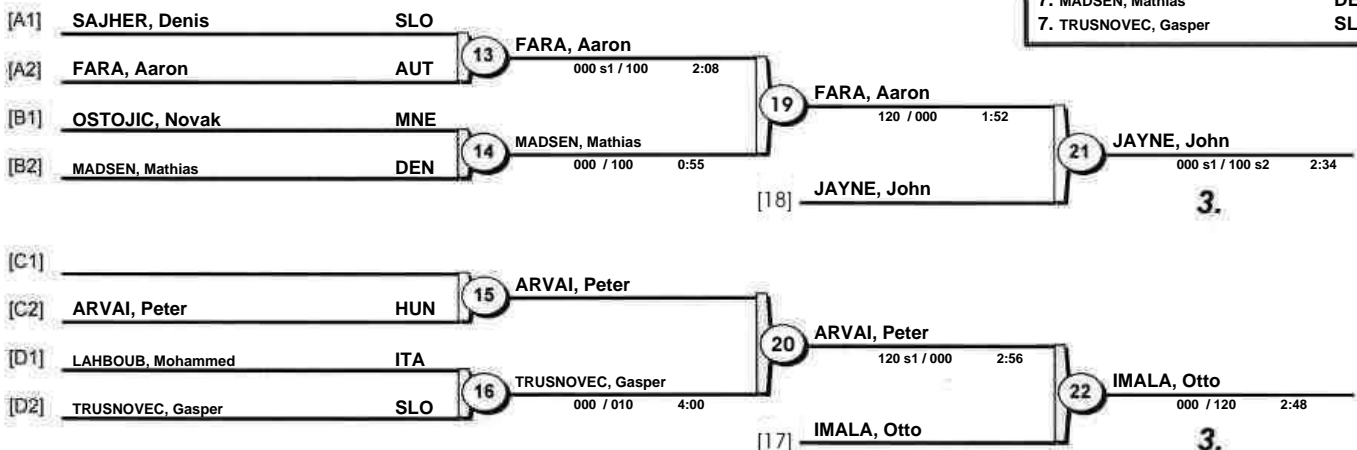 7. MADSEN, Mathias
7. TRUSNOVEC, Gasper SL
[A1] SAJHER, Denis SLO
13 FARA, Aaron
000 s1 / 100 2:08
[A2] FARA, Aaron AUT
19 FARA, Aaron
120 / 000 1:52
[B1] OSTOJIC, Novak MNE
14 MADSEN, Mathias
000 / 100 0:55
[B2] MADSEN, Mathias DEN
21 JAYNE, John
000 s1 / 100 s2 2:34
[18] JAYNE, John
3.
[C1]
15 ARVAI, Peter
[C2] ARVAI, Peter HUN
20 ARVAI, Peter
120 s1 / 000 2:56
[D1] LAHBOUB, Mohammed ITA
16 TRUSNOVEC, Gasper
000 / 010 4:00
[D2] TRUSNOVEC, Gasper SLO
22 IMALA, Otto
000 / 120 2:48
[17] IMALA, Otto
3.